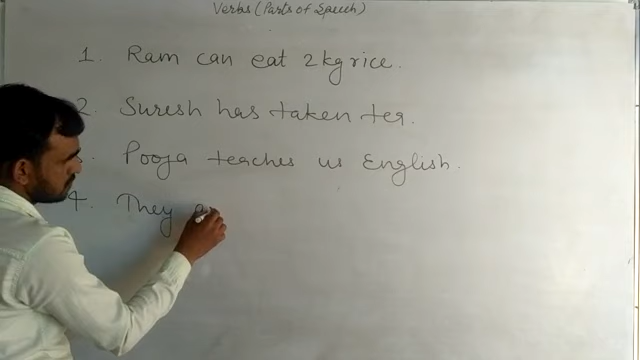 Verbs (Parts of Speech)
1. Ram can eat 2kg rice.
2. Suresh has taken tea.
3. Pooja teaches us English.
4. They